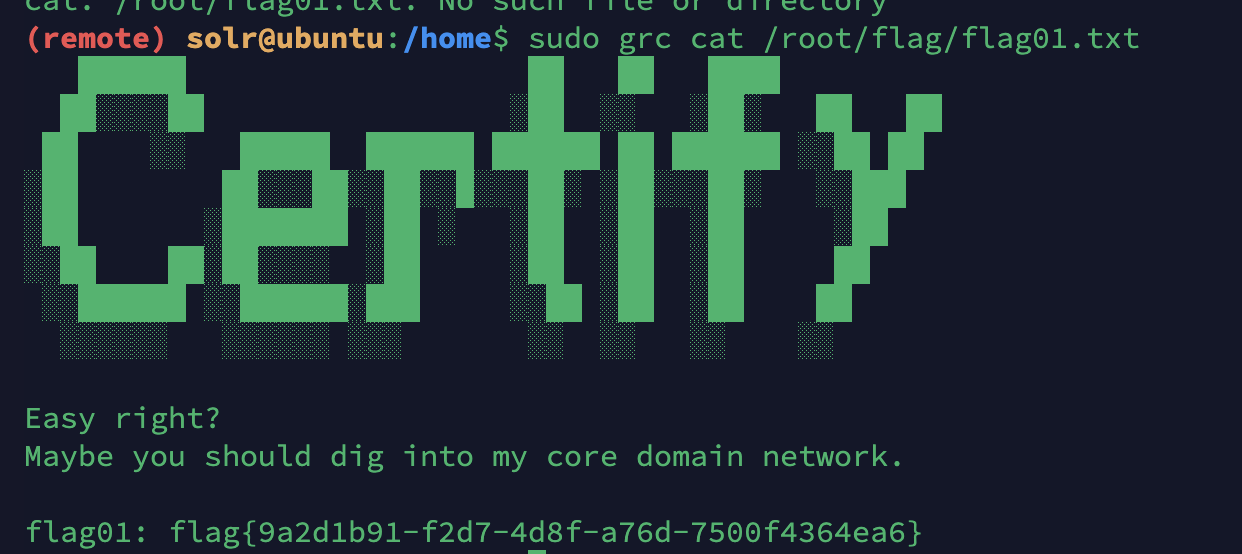 cat: /root/flag01.txt: No such file or directory
(remote) solr@ubuntu:/home$ sudo grc cat /root/flag/flag01.txt
Certify
Easy right?
Maybe you should dig into my core domain network.
flag01: flag{9a2d1b91-f2d7-4d8f-a76d-7500f4364ea6}